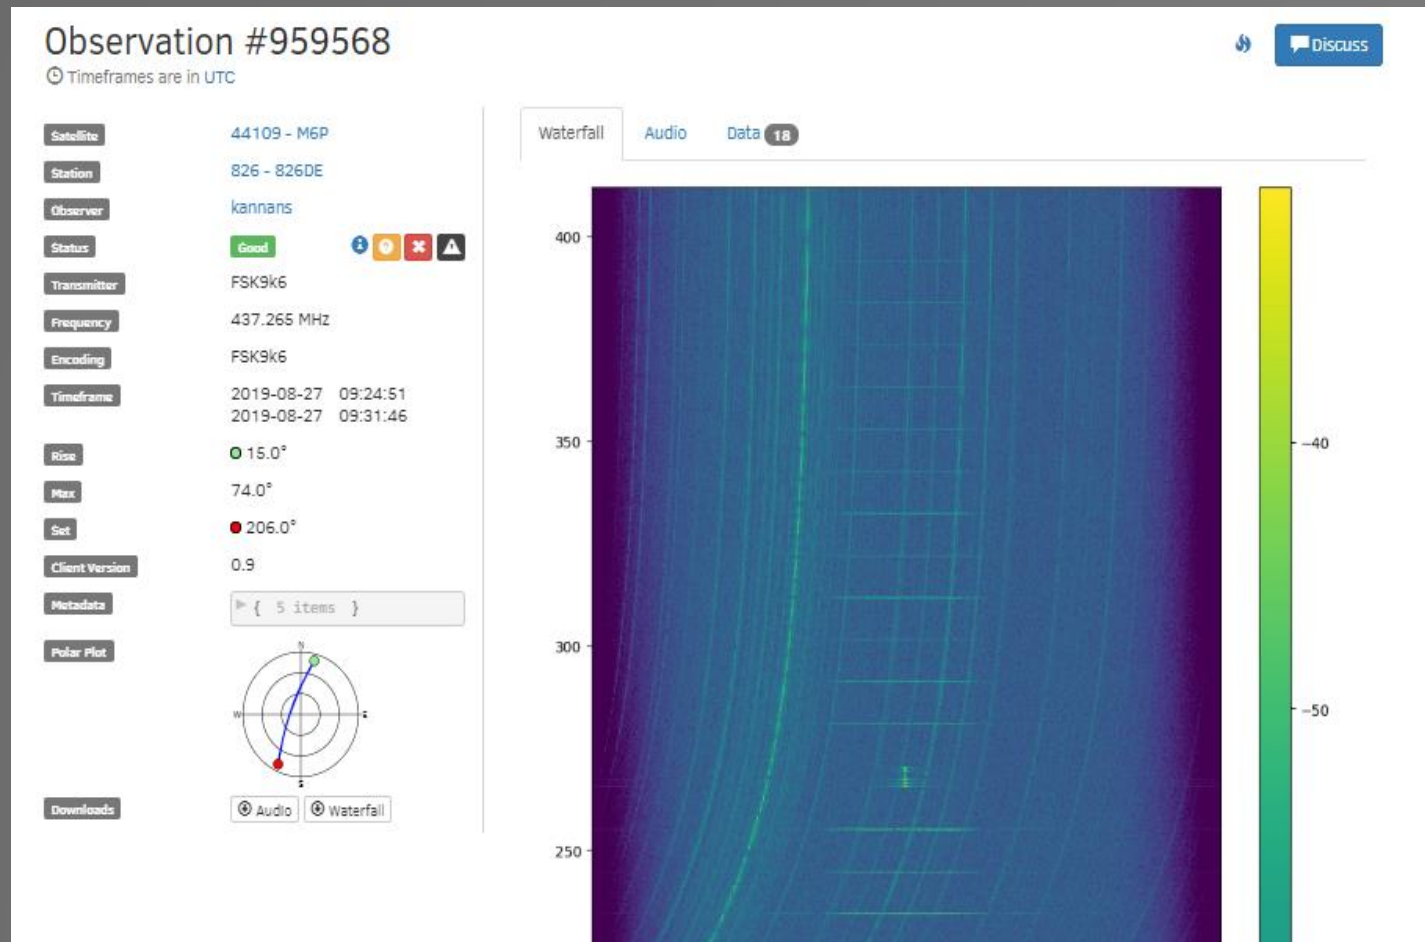 Observation #959568
Timeframes are in UTC
Discuss
Satellite 44109 - M6P
Station 826 - 826DE
Observer kannans
Status Good
Transmitter FSK9k6
Frequency 437.265 MHz
Encoding FSK9k6
Timeframe 2019-08-27 09:24:51
2019-08-27 09:31:46
Rise 15.0°
Max 74.0°
Set 206.0°
Client Version 0.9
Metadata { 5 items }
Polar Plot
N
W E
S
Downloads Audio Waterfall
Waterfall Audio Data 18
400
350
300
250
-40
-50